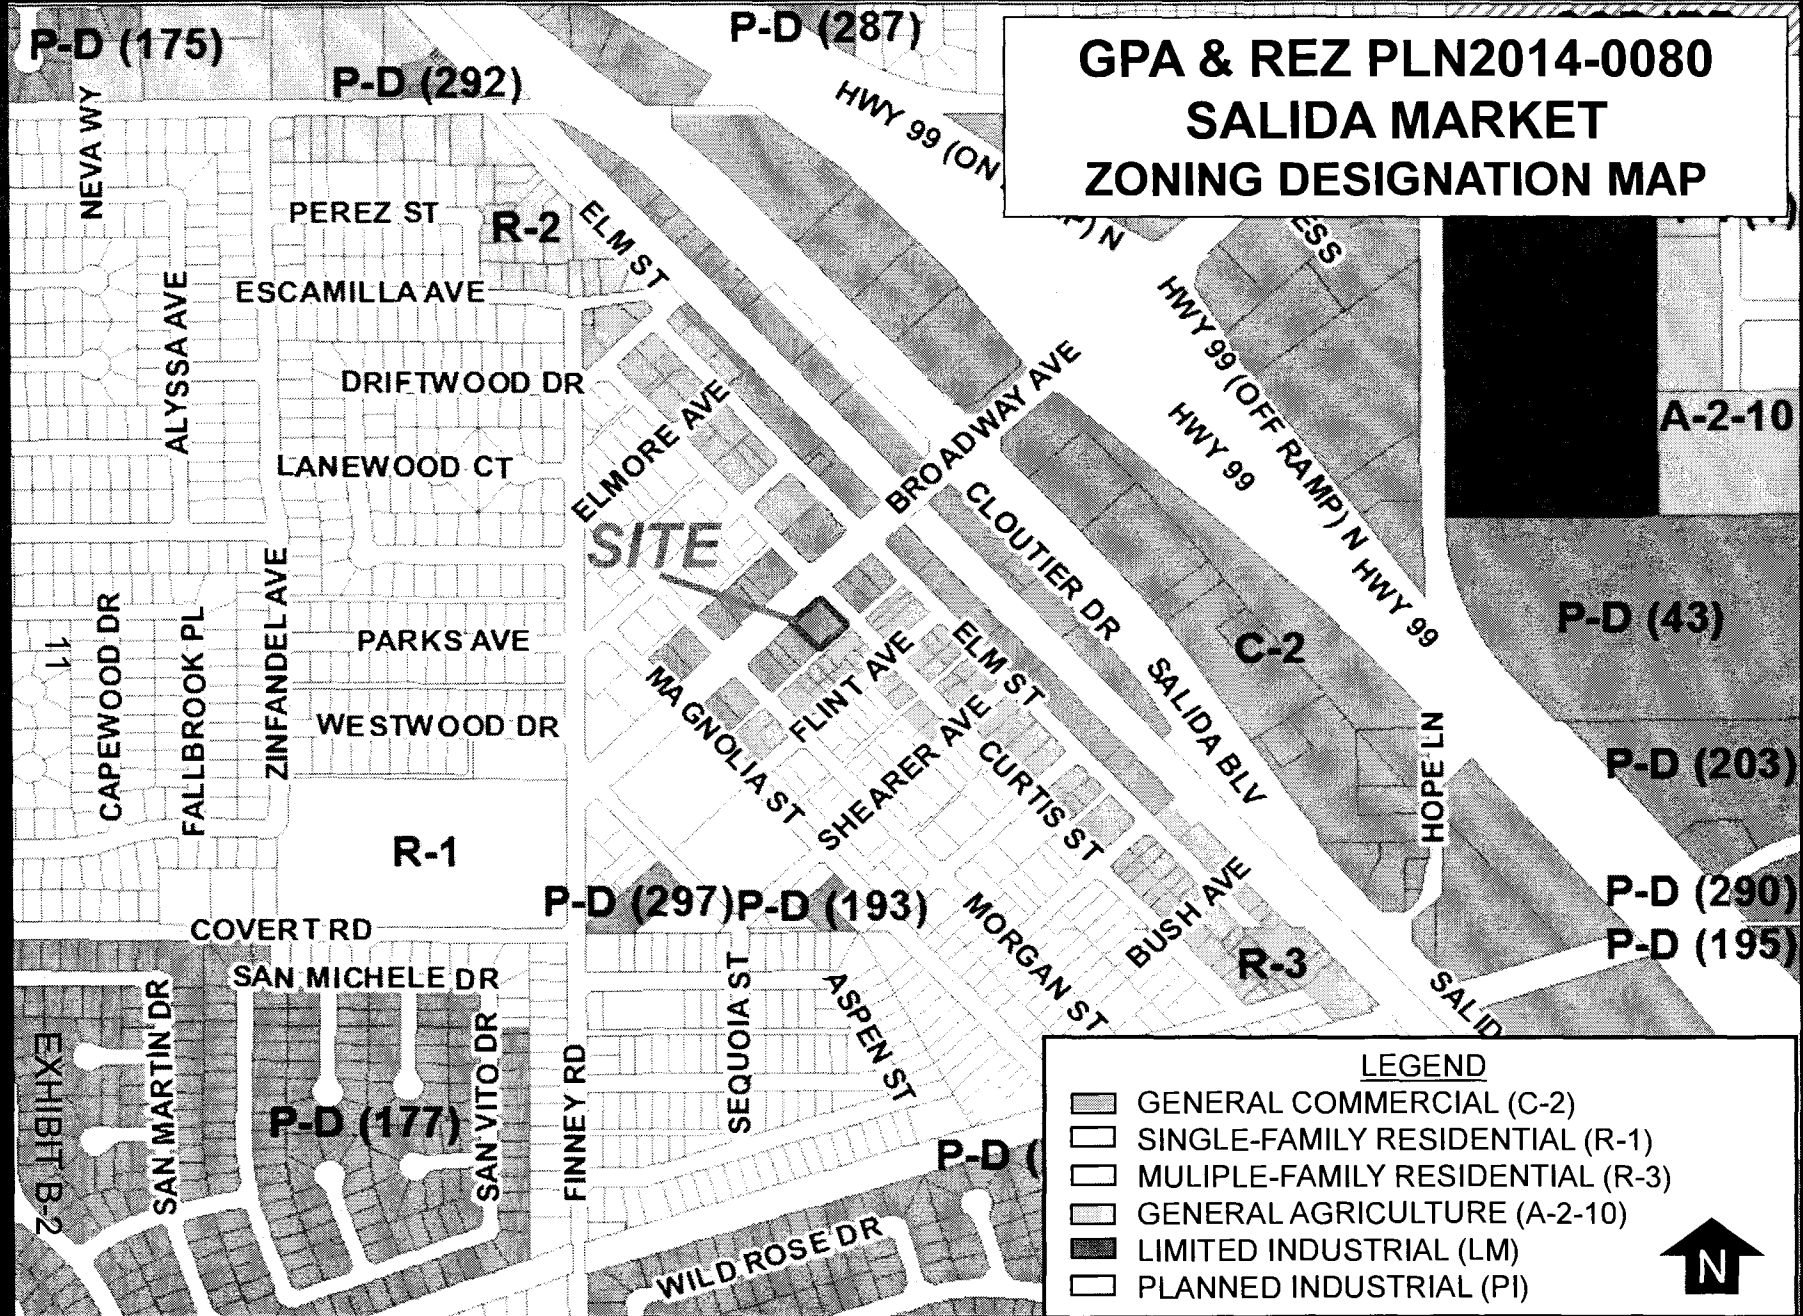 P-D (175)
P-D (287)
P-D (292)
GPA & REZ PLN2014-0080
SALIDA MARKET
ZONING DESIGNATION MAP
HWY 99 (ON
P) N
ESS
NEVA WY
PEREZ ST
R-2
ELM ST
ESCAMILLA AVE
ALYSSA AVE
DRIFTWOOD DR
ELMORE AVE
LANEWOOD CT
BROADWAY AVE
HWY 99 (OFF RAMP) N
HWY 99
HWY 99
A-2-10
SITE
CLOUTIER DR
P-D (43)
CAPEWOOD DR
FALLBROOK PL
ZINFANDEL AVE
PARKS AVE
WESTWOOD DR
MAGNOLIA ST
FLINT AVE
ELM ST
SHEARER AVE
CURTIS ST
C-2
SALIDA BLV
HOPE LN
P-D (203)
11
R-1
P-D (297)
P-D (193)
P-D (290)
P-D (195)
COVERT RD
SAN MICHELE DR
MORGAN ST
BUSH AVE
R-3
SALID
EXHIBIT B-2
SAN MARTIN DR
P-D (177)
SAN VITO DR
FINNEY RD
SEQUOIA ST
ASPEN ST
P-D (
WILD ROSE DR
LEGEND
GENERAL COMMERCIAL (C-2)
SINGLE-FAMILY RESIDENTIAL (R-1)
MULIPLE-FAMILY RESIDENTIAL (R-3)
GENERAL AGRICULTURE (A-2-10)
LIMITED INDUSTRIAL (LM)
PLANNED INDUSTRIAL (PI)
N